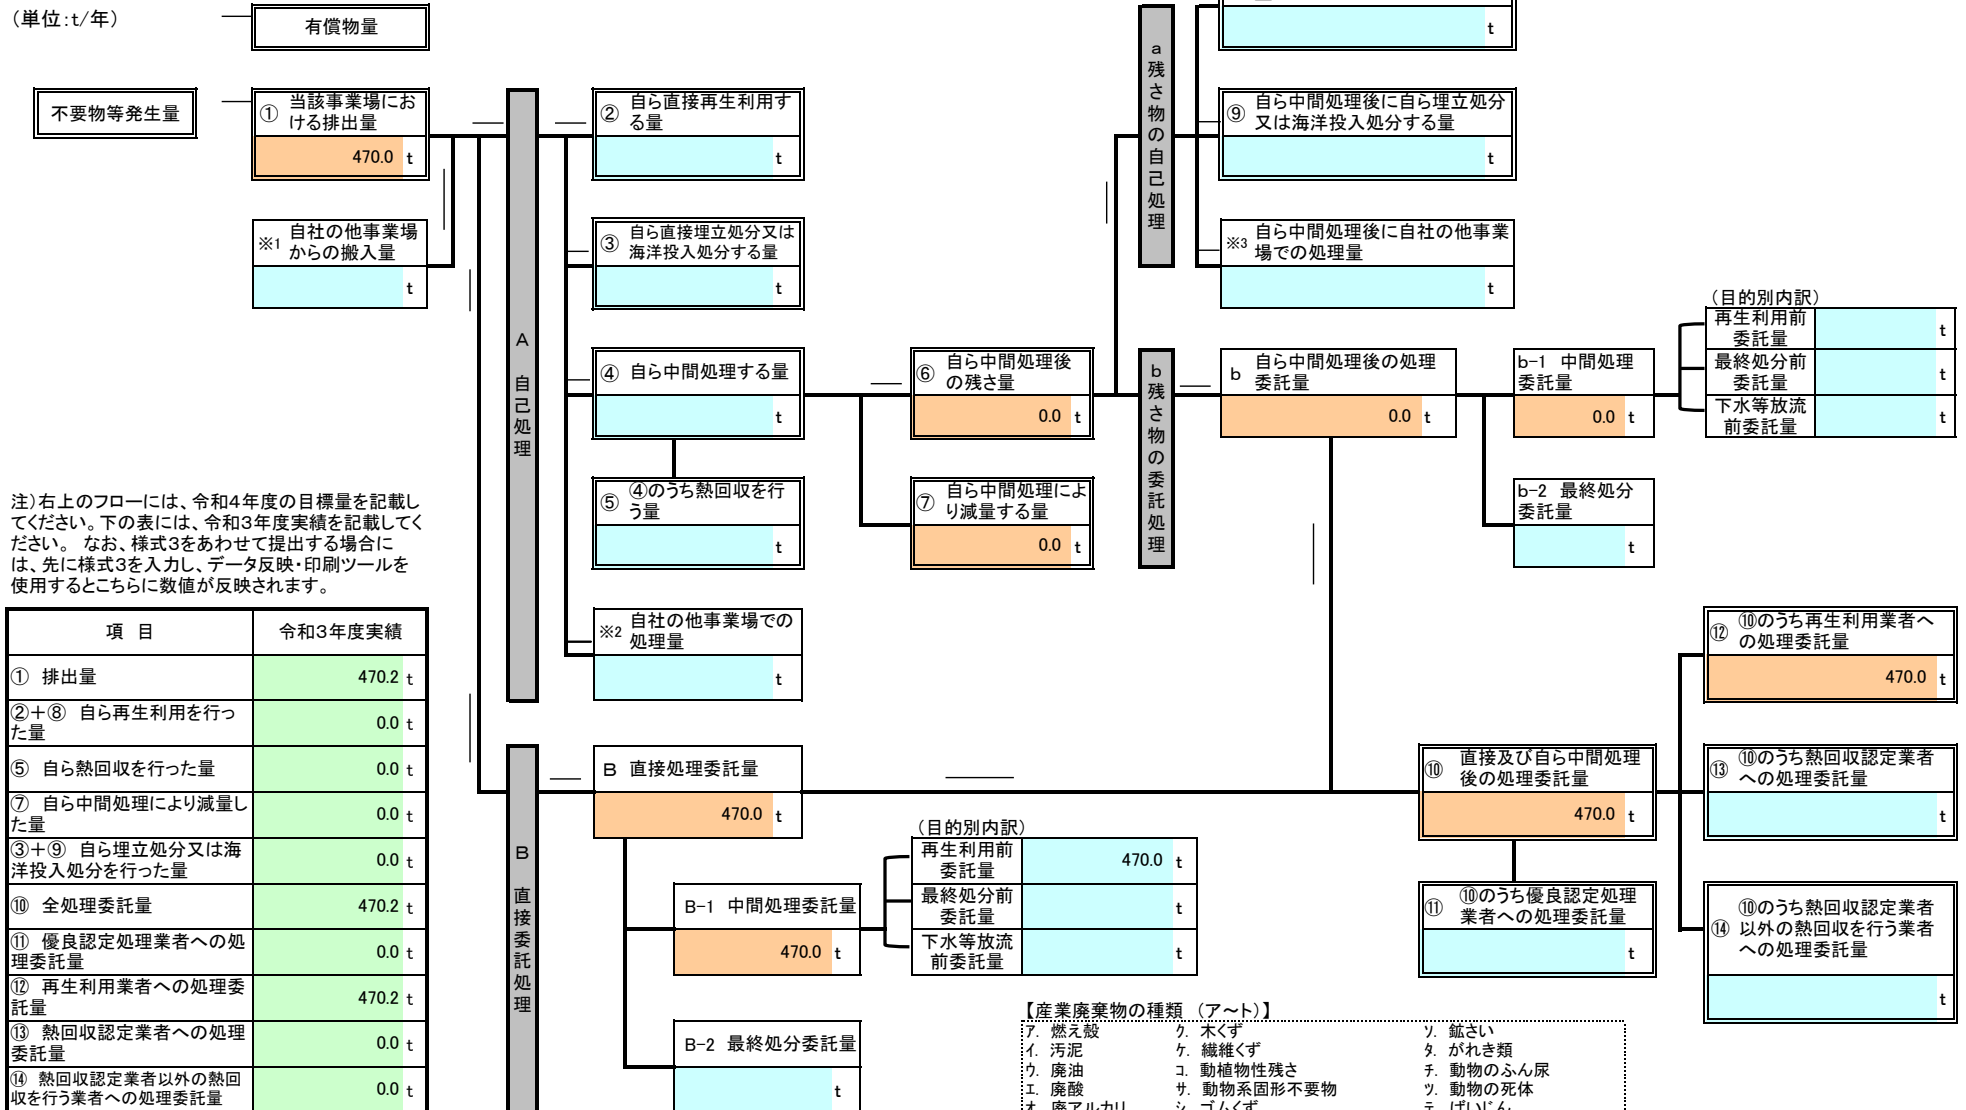 （単位:t/年）
有償物量
不要物等発生量
① 当該事業場にお
ける排出量
470.0 t
※1 自社の他事業場
からの搬入量
t
A 自己処理
② 自ら直接再生利用す
る量
t
③ 自ら直接埋立処分又は
海洋投入処分する量
t
④ 自ら中間処理する量
t
⑤ ④のうち熱回収を行
う量
t
※2 自社の他事業場での
処理量
t
⑥ 自ら中間処理後
の残さ量
0.0 t
⑦ 自ら中間処理によ
り減量する量
0.0 t
a 残さ物の自己処理
t
⑨ 自ら中間処理後に自ら埋立処分
又は海洋投入処分する量
t
※3 自ら中間処理後に自社の他事業
場での処理量
t
b 残さ物の委託処理
b 自ら中間処理後の処理
委託量
0.0 t
b-1 中間処理
委託量
0.0 t
b-2 最終処分
委託量
t
（目的別内訳）
再生利用前
委託量
t
最終処分前
委託量
t
下水等放流
前委託量
t
注）右上のフローには、令和４年度の目標量を記載し
てください。下の表には、令和３年度実績を記載してく
ださい。 なお、様式３をあわせて提出する場合に
は、先に様式３を入力し、データ反映・印刷ツールを
使用するとこちらに数値が反映されます。
項 目 令和３年度実績
① 排出量 470.2 t
②＋⑧ 自ら再生利用を行っ
た量 0.0 t
⑤ 自ら熱回収を行った量 0.0 t
⑦ 自ら中間処理により減量し
た量 0.0 t
③＋⑨ 自ら埋立処分又は海
洋投入処分を行った量 0.0 t
⑩ 全処理委託量 470.2 t
⑪ 優良認定処理業者への処
理委託量 0.0 t
⑫ 再生利用業者への処理委
託量 470.2 t
⑬ 熱回収認定業者への処理
委託量 0.0 t
⑭ 熱回収認定業者以外の熱回
収を行う業者への処理委託量 0.0 t
B 直接委託処理
B 直接処理委託量
470.0 t
B-1 中間処理委託量
470.0 t
B-2 最終処分委託量
t
（目的別内訳）
再生利用前
委託量
470.0 t
最終処分前
委託量
t
下水等放流
前委託量
t
⑩ 直接及び自ら中間処理
後の処理委託量
470.0 t
⑪ ⑩のうち優良認定処理
業者への処理委託量
t
⑫ ⑩のうち再生利用業者へ
の処理委託量
470.0 t
⑬ ⑩のうち熱回収認定業者
への処理委託量
t
⑭ ⑩のうち熱回収認定業者
以外の熱回収を行う業者
への処理委託量
t
【産業廃棄物の種類 （ア～ト）】
ア. 燃え殻 ク. 木くず ソ. 鉱さい
イ. 汚泥 ケ. 繊維くず タ. がれき類
ウ. 廃油 コ. 動植物性残さ チ. 動物のふん尿
エ. 廃酸 サ. 動物系固形不要物 ツ. 動物の死体
オ. 廃アルカリ シ. ゴムくず テ. ばいじん